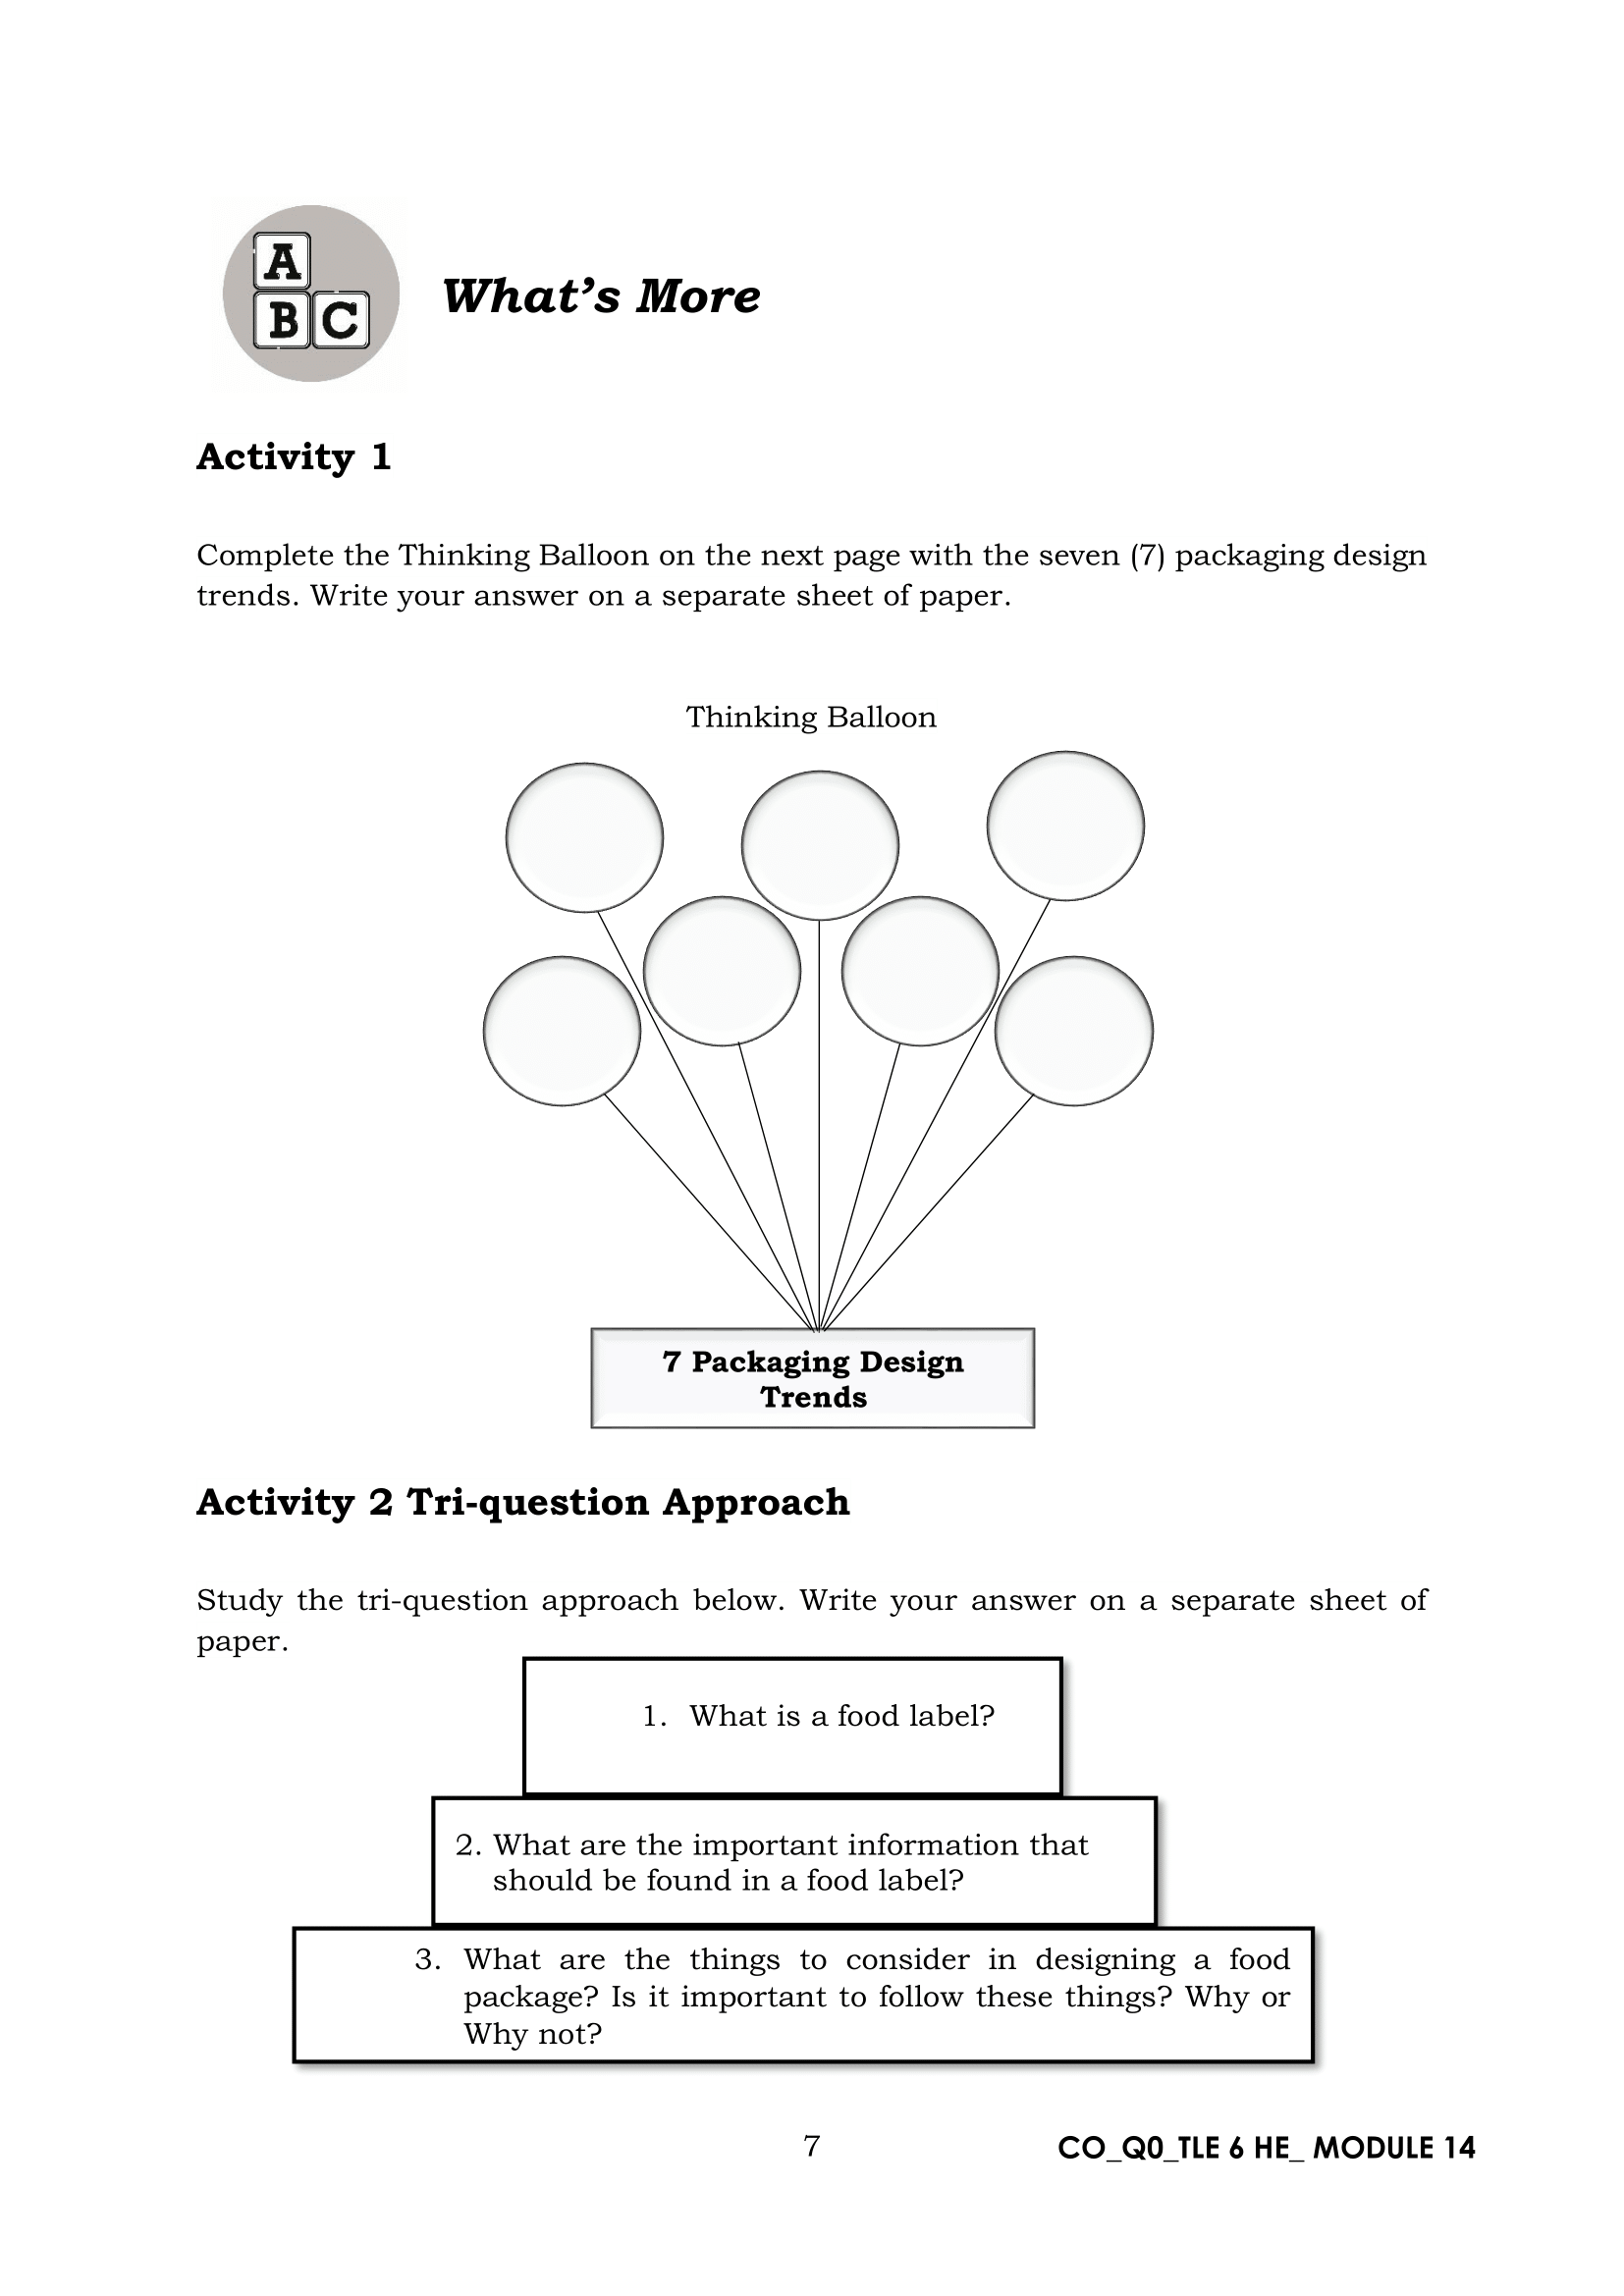 A
B C
What's More
Activity 1
Complete the Thinking Balloon on the next page with the seven (7) packaging design
trends. Write your answer on a separate sheet of paper.
Thinking Balloon
7 Packaging Design
Trends
Activity 2 Tri-question Approach
Study the tri-question approach below. Write your answer on a separate sheet of
paper.
1. What is a food label?
2. What are the important information that
should be found in a food label?
3. What are the things to consider in designing a food
package? Is it important to follow these things? Why or
Why not?
7
CO_Q0_TLE 6 HE_ MODULE 14